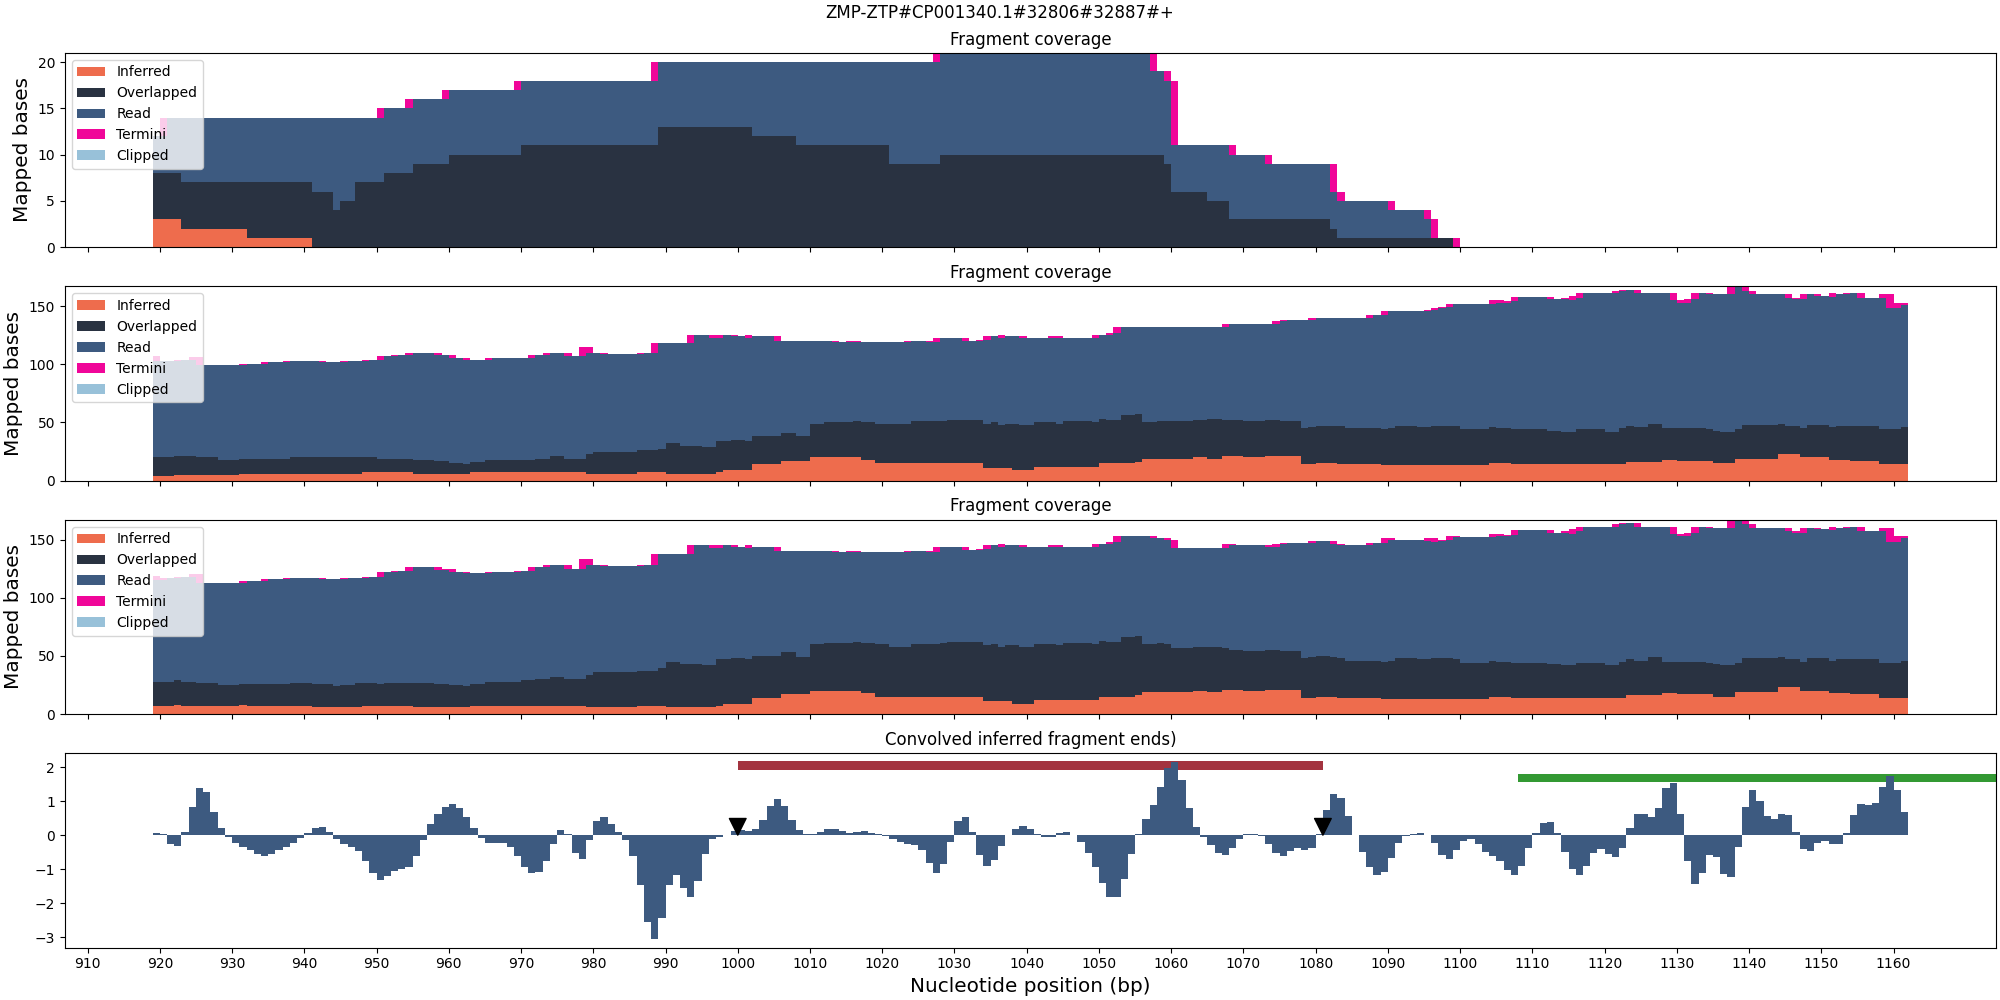 ZMP-ZTP#CP001340.1#32806#32887#+
Fragment coverage
Mapped bases
20
15
10
5
0
Inferred
Overlapped
Read
Termini
Clipped
Fragment coverage
Mapped bases
150
100
50
0
Inferred
Overlapped
Read
Termini
Clipped
Fragment coverage
Mapped bases
150
100
50
0
Inferred
Overlapped
Read
Termini
Clipped
Convolved inferred fragment ends)
2
1
0
−1
−2
−3
910 920 930 940 950 960 970 980 990 1000 1010 1020 1030 1040 1050 1060 1070 1080 1090 1100 1110 1120 1130 1140 1150 1160
Nucleotide position (bp)